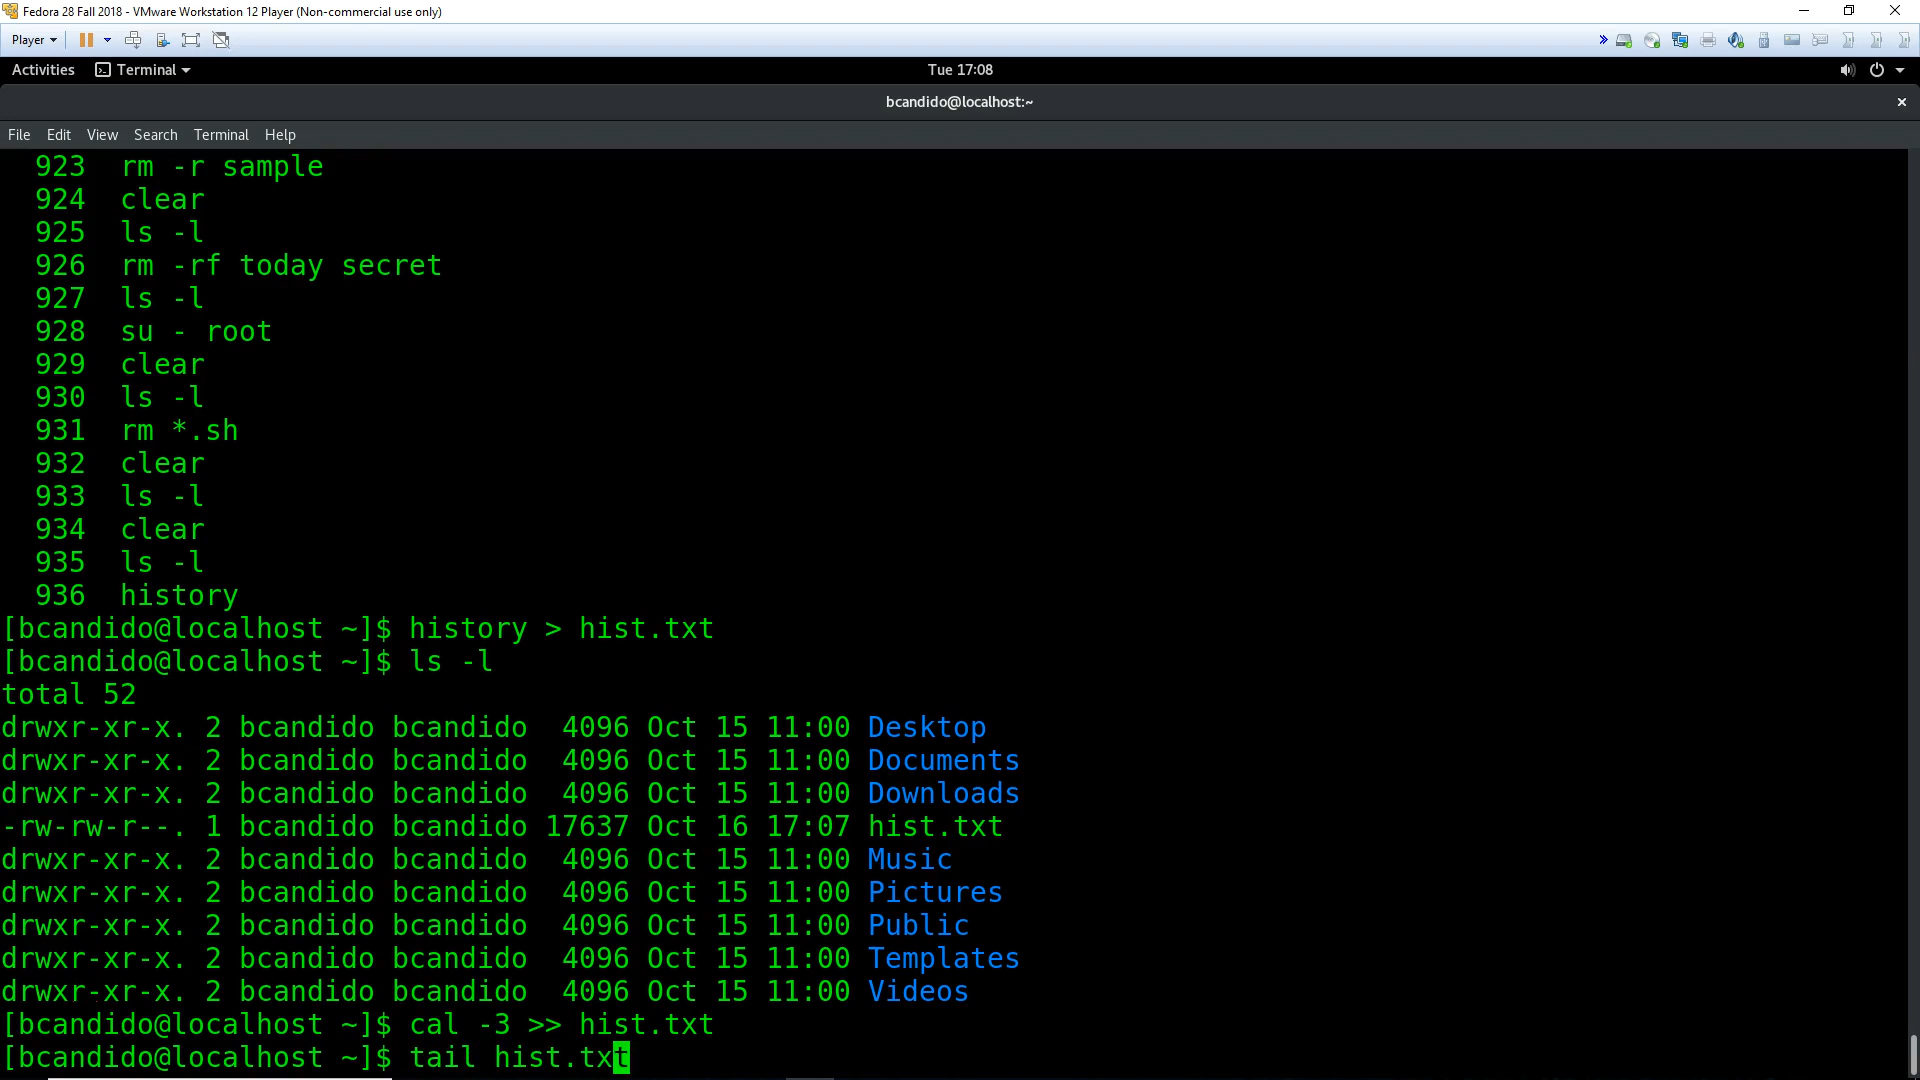 Fedora 28 Fall 2018 - VMware Workstation 12 Player (Non-commercial use only)
Player
Activities Terminal Tue 17:08
bcandido@localhost:~
File Edit View Search Terminal Help
923 rm -r sample
924 clear
925 ls -l
926 rm -rf today secret
927 ls -l
928 su - root
929 clear
930 ls -l
931 rm *.sh
932 clear
933 ls -l
934 clear
935 ls -l
936 history
[bcandido@localhost ~]$ history > hist.txt
[bcandido@localhost ~]$ ls -l
total 52
drwxr-xr-x. 2 bcandido bcandido 4096 Oct 15 11:00 Desktop
drwxr-xr-x. 2 bcandido bcandido 4096 Oct 15 11:00 Documents
drwxr-xr-x. 2 bcandido bcandido 4096 Oct 15 11:00 Downloads
-rw-rw-r--. 1 bcandido bcandido 17637 Oct 16 17:07 hist.txt
drwxr-xr-x. 2 bcandido bcandido 4096 Oct 15 11:00 Music
drwxr-xr-x. 2 bcandido bcandido 4096 Oct 15 11:00 Pictures
drwxr-xr-x. 2 bcandido bcandido 4096 Oct 15 11:00 Public
drwxr-xr-x. 2 bcandido bcandido 4096 Oct 15 11:00 Templates
drwxr-xr-x. 2 bcandido bcandido 4096 Oct 15 11:00 Videos
[bcandido@localhost ~]$ cal -3 >> hist.txt
[bcandido@localhost ~]$ tail hist.txt